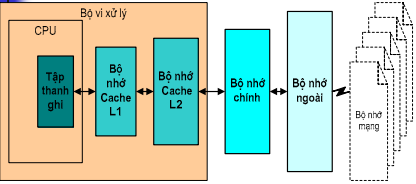 Bộ vi xử lý
CPU
Tập
thanh
ghi
Bộ
nhớ
Cache
L1
Bộ nhớ
Cache
L2
Bộ nhớ
chính
Bộ nhớ
ngoài
Bộ nhớ
mạng